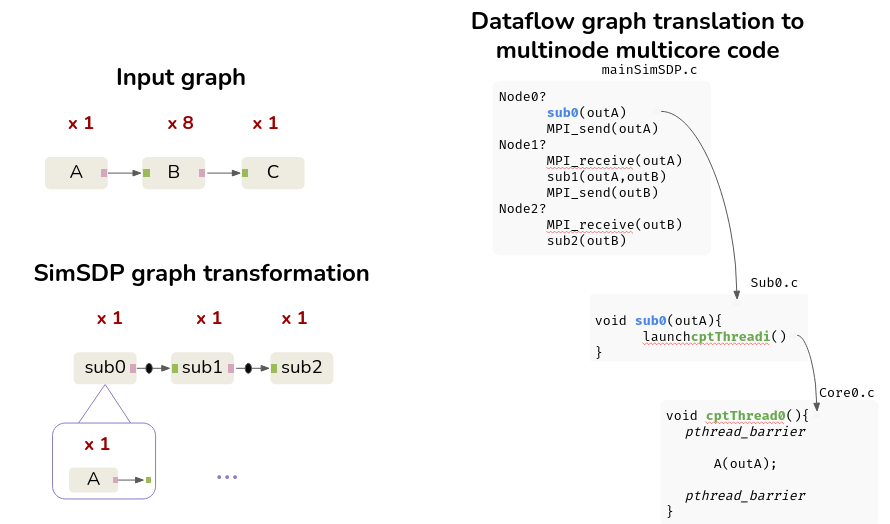 Input graph
x 1 x 8 x 1
A B C
SimSDP graph transformation
x 1 x 1 x 1
sub0 sub1 sub2
x 1
A
...
Dataflow graph translation to
multinode multicore code
mainSimSDP.c
Node0?
sub0(outA)
MPI_send(outA)
Node1?
MPI_receive(outA)
sub1(outA,outB)
MPI_send(outB)
Node2?
MPI_receive(outB)
sub2(outB)
Sub0.c
void sub0(outA){
launchcptThreadi()
}
Core0.c
void cptThread0(){
pthread_barrier
A(outA);
pthread_barrier
}